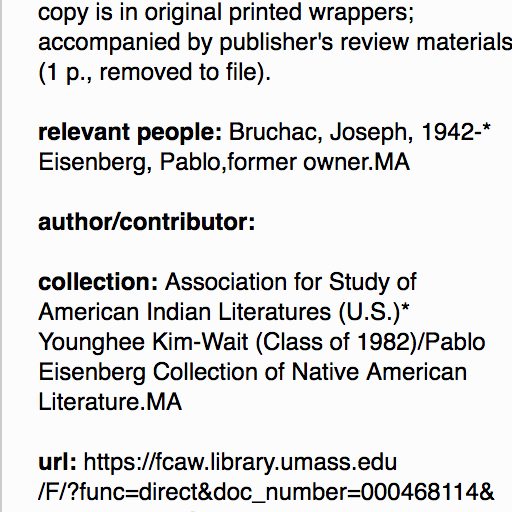 copy is in original printed wrappers;
accompanied by publisher's review materials
(1 p., removed to file).
relevant people: Bruchac, Joseph, 1942-*
Eisenberg, Pablo,former owner.MA
author/contributor:
collection: Association for Study of
American Indian Literatures (U.S.)*
Younghee Kim-Wait (Class of 1982)/Pablo
Eisenberg Collection of Native American
Literature.MA
url: https://fcaw.library.umass.edu
/F/?func=direct&doc_number=000468114&